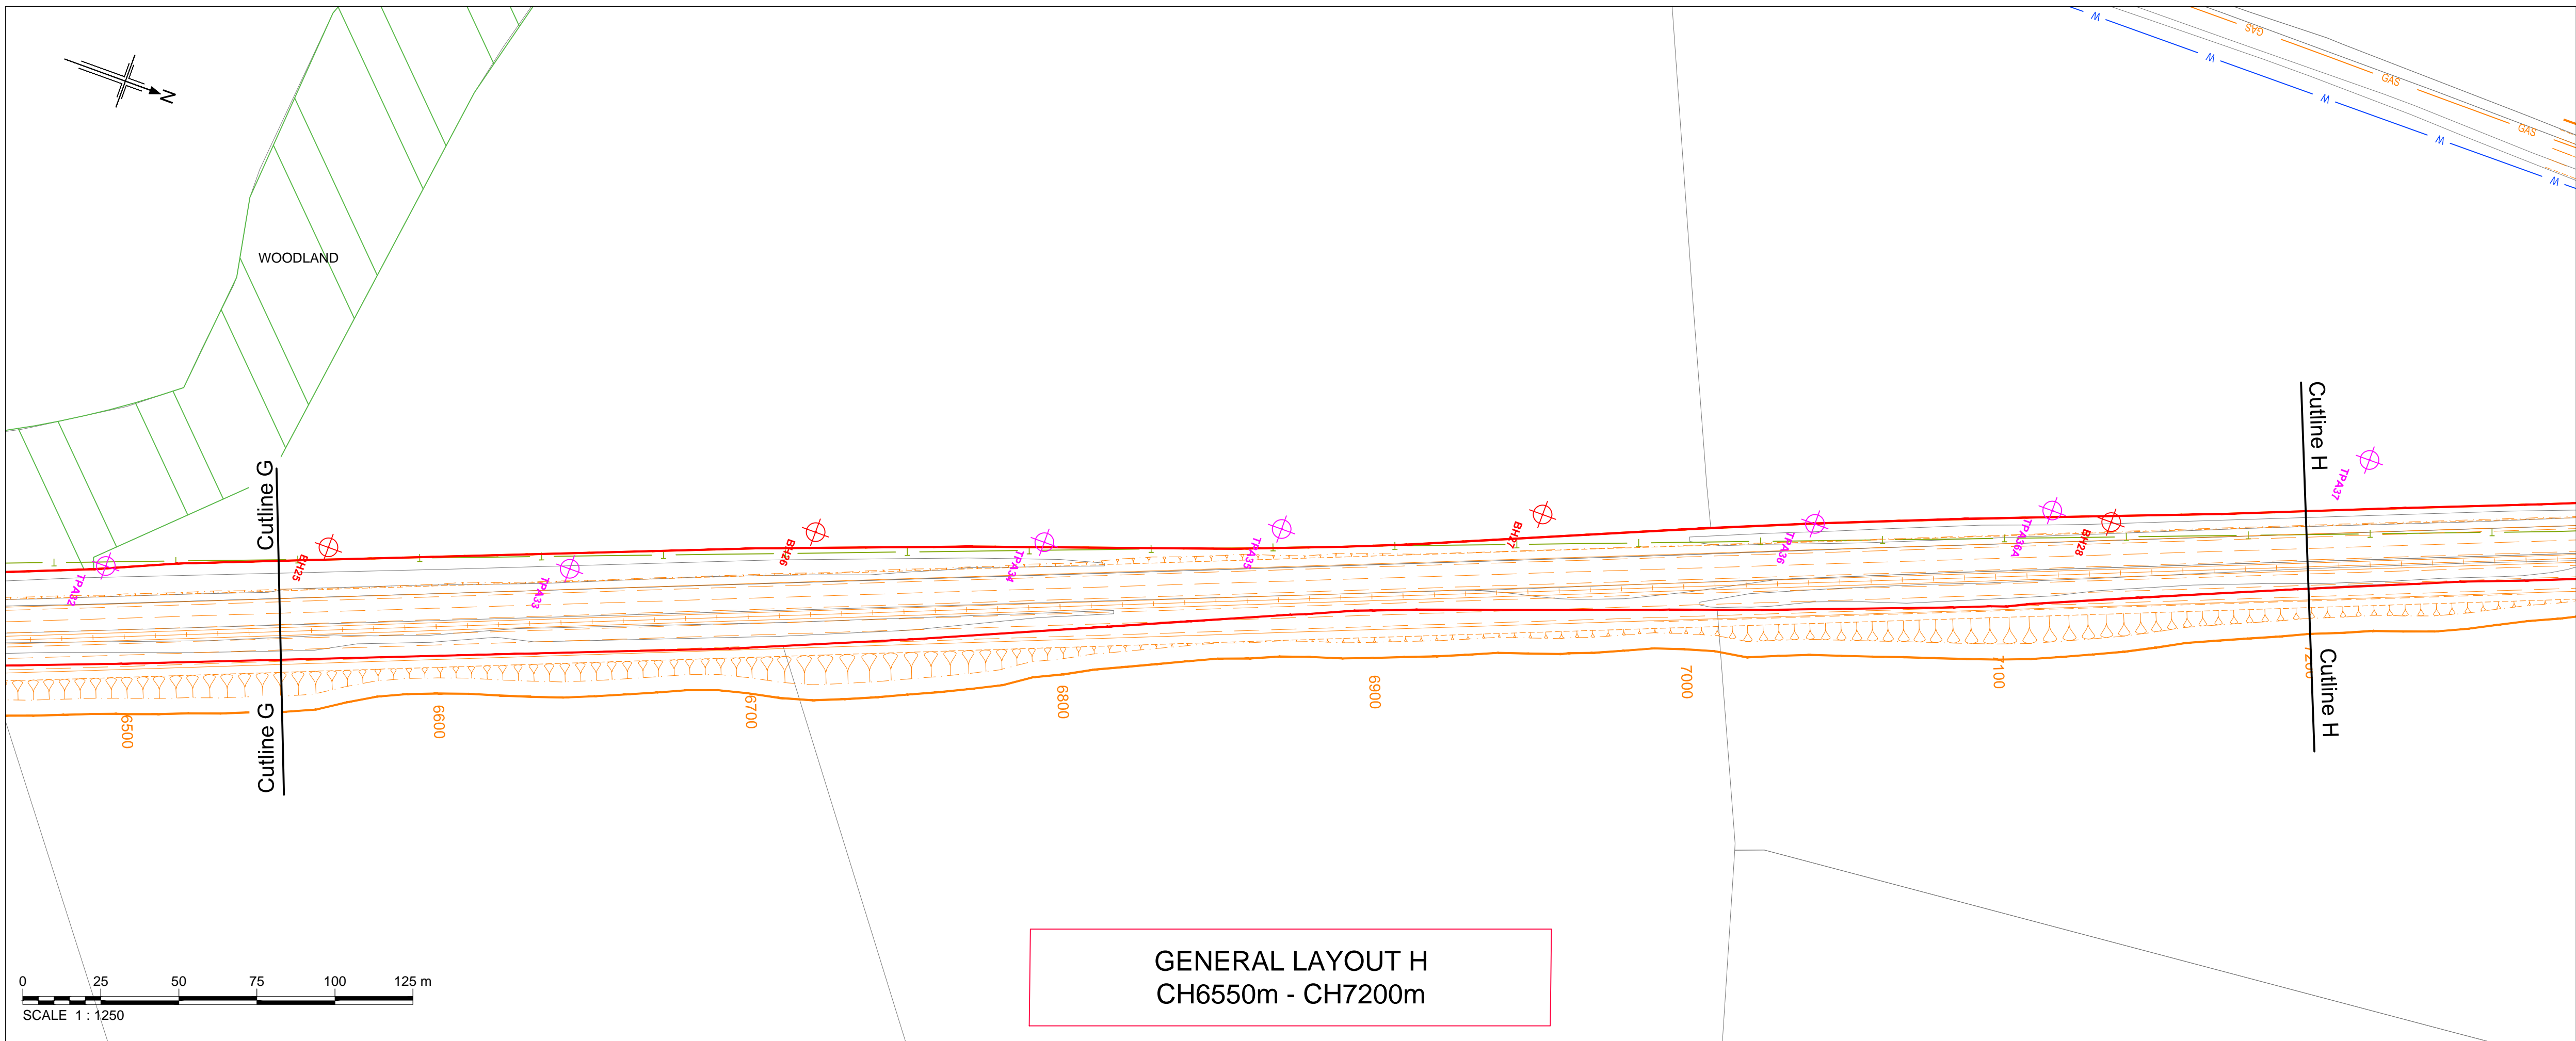 N
W
W
W
W
W
GAS
GAS
GAS
WOODLAND
Cutline G
Cutline H
TPA32
BH25
TPA33
BH26
TPA34
TPA35
BH27
TPA36
TPA36A
BH28
TPA37
6500
6600
6700
6800
6900
7000
7100
7200
Cutline G
Cutline H
GENERAL LAYOUT H
CH6550m - CH7200m
0 25 50 75 100 125 m
SCALE 1 : 1250